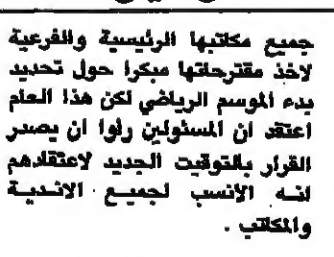 جميع مكاتبها الرئيسية والفرعية
لاخذ مقترحاتها مبكرا حول تحديد
بدء الموسم الرياضي لكن هذا العام
اعتقد ان المسئولين رأوا ان يصدر
القرار بالتوقيت الجديد لاعتقادهم
انه الأنسب لجميع الاندية
والمكاتب .